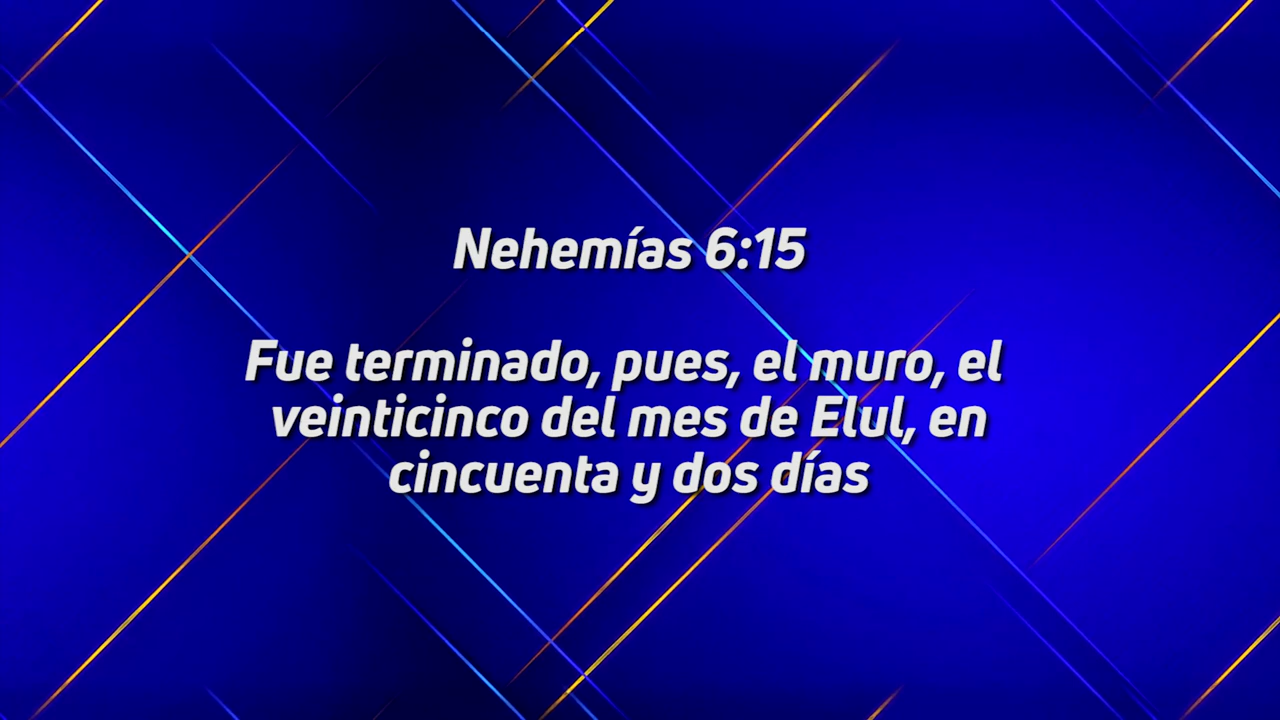 Nehemías 6:15
Fue terminado, pues, el muro, el
veinticinco del mes de Elul, en
cincuenta y dos días